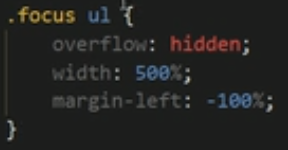 .focus ul {
overflow: hidden;
width: 500%;
margin-left: -100%;
}